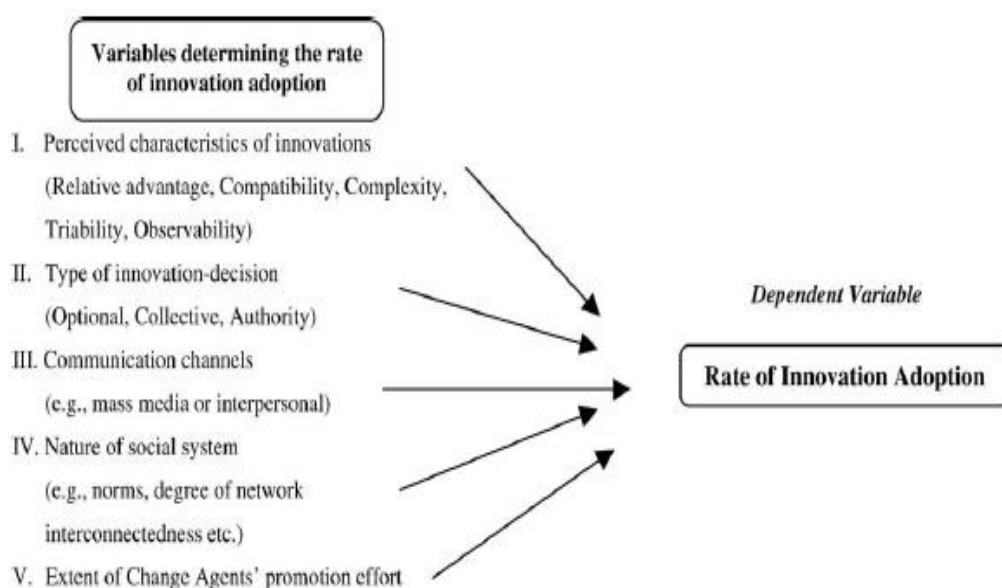 Variables determining the rate
of innovation adoption
I. Perceived characteristics of innovations
(Relative advantage, Compatibility, Complexity,
Triability, Observability)
II. Type of innovation-decision
(Optional, Collective, Authority)
III. Communication channels
(e.g., mass media or interpersonal)
IV. Nature of social system
(e.g., norms, degree of network
interconnectedness etc.)
V. Extent of Change Agents' promotion effort
Dependent Variable
Rate of Innovation Adoption